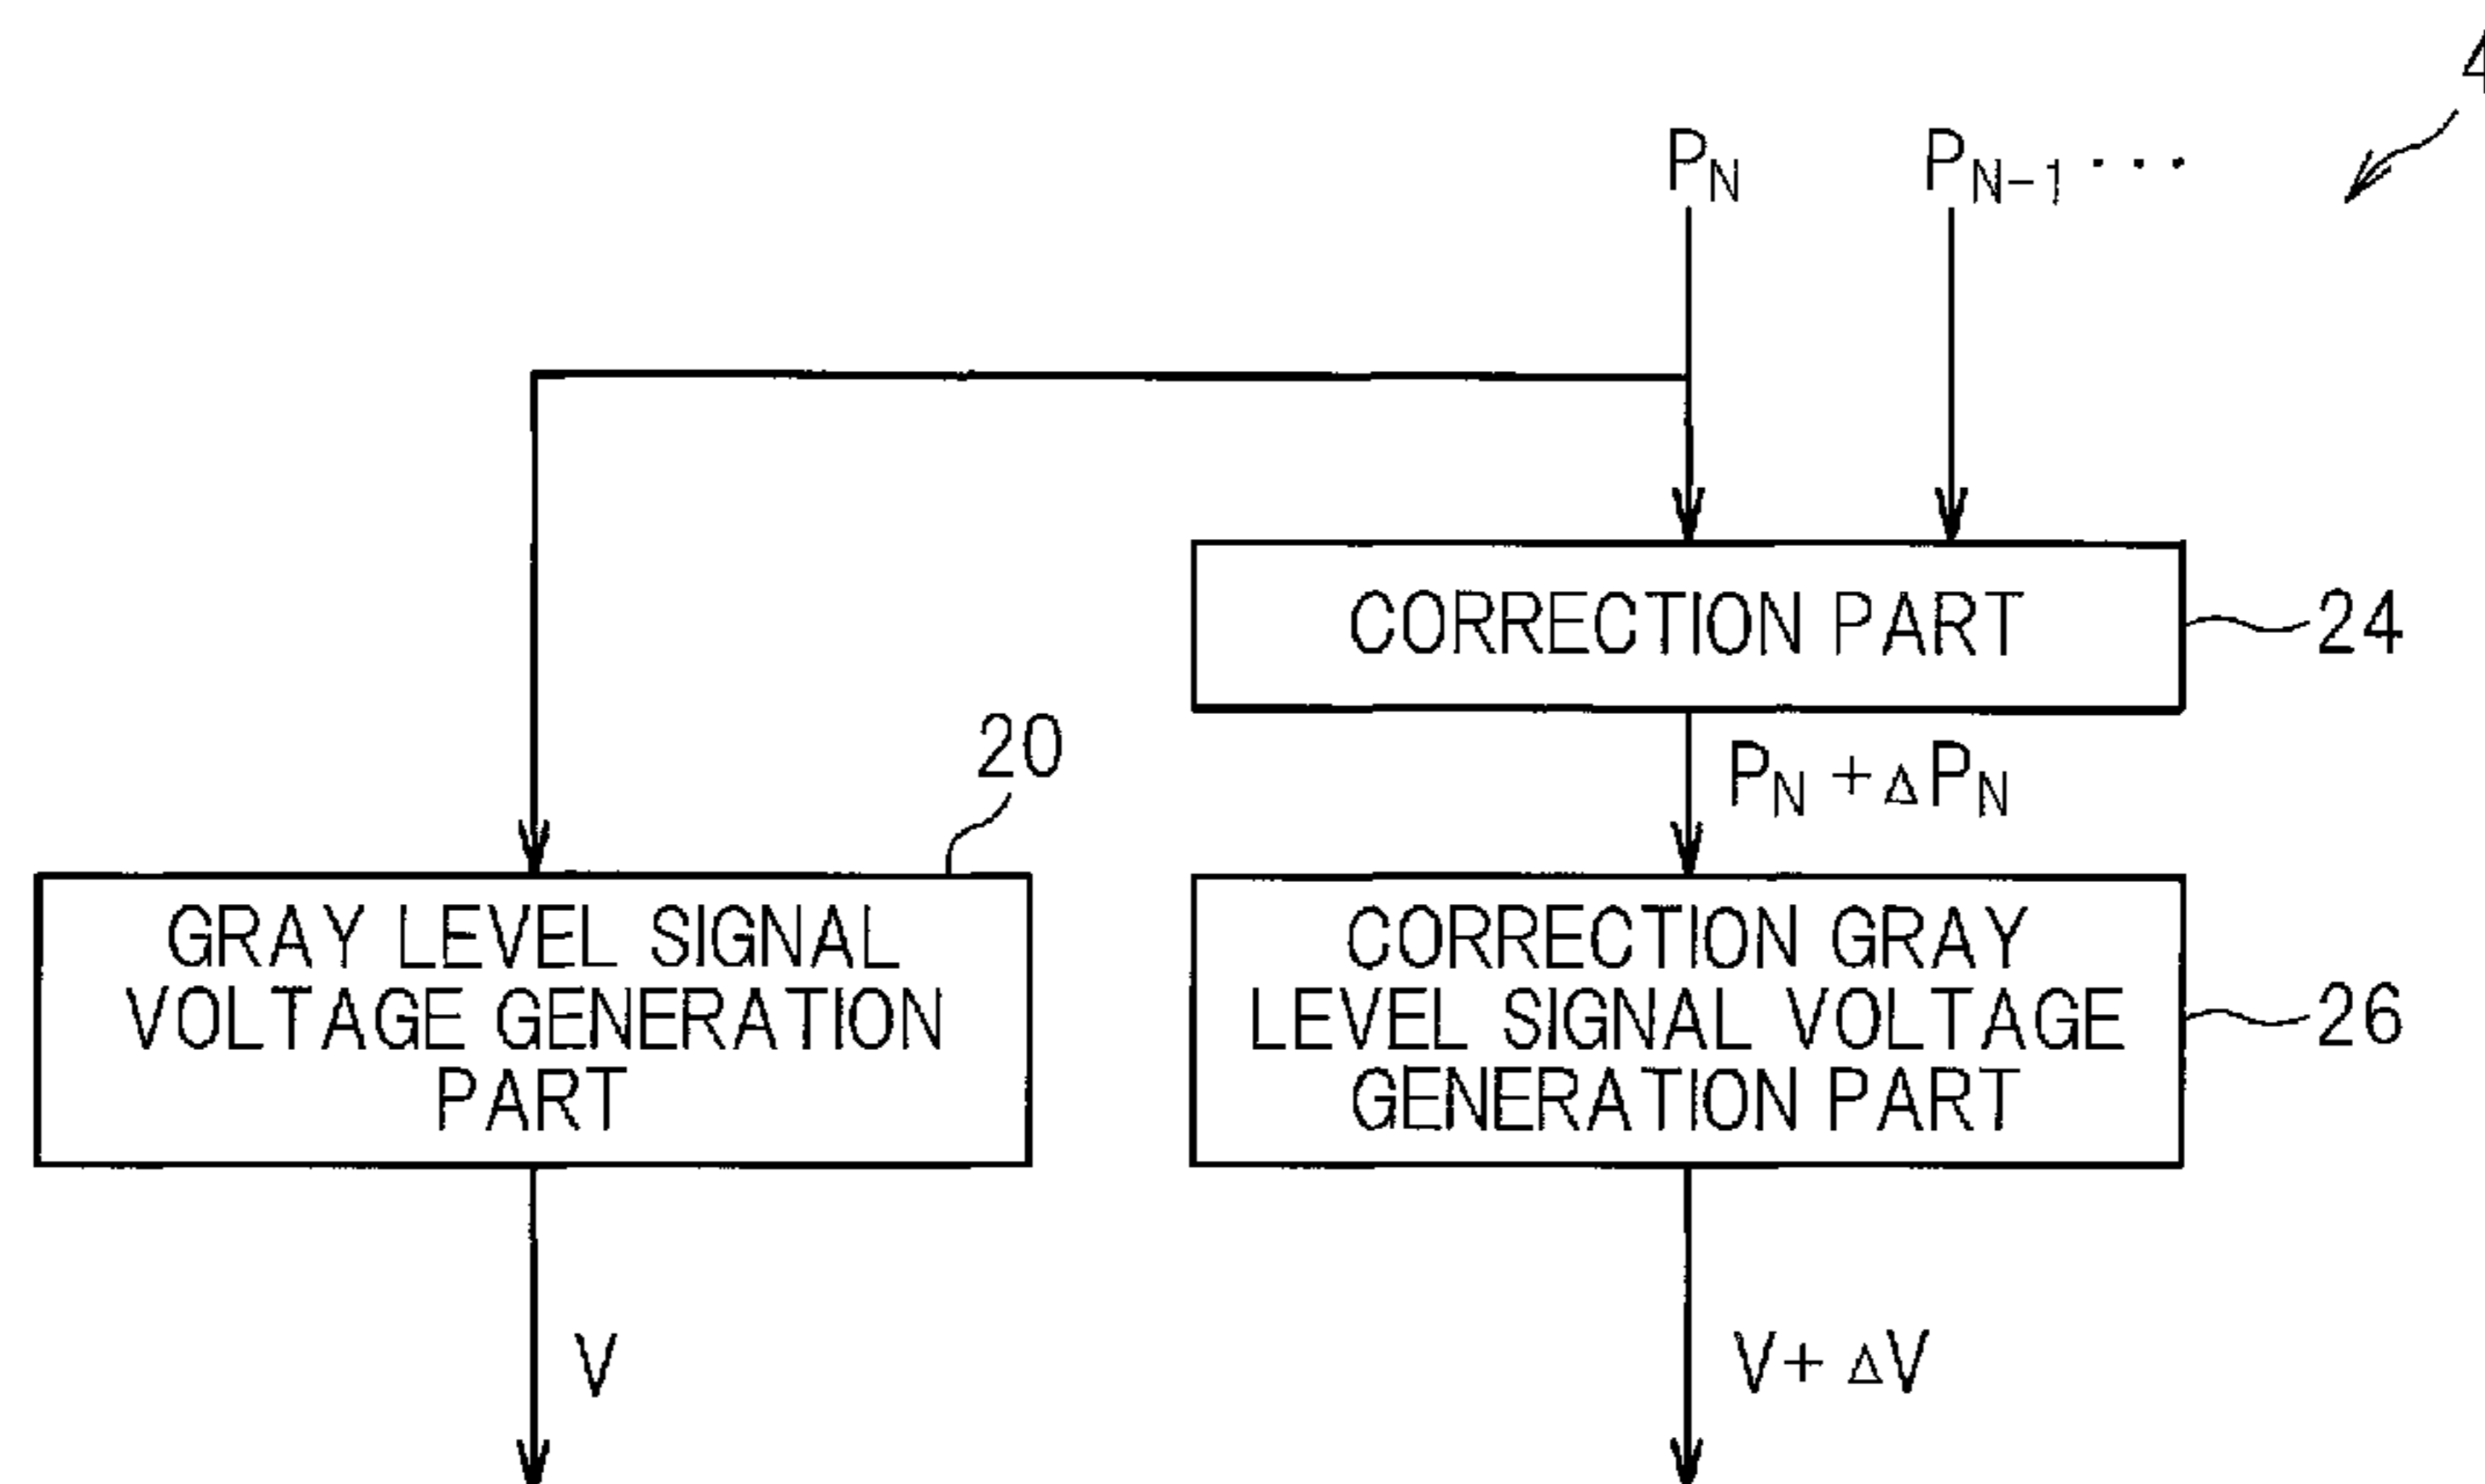 4
P_N P_{N-1} ...
CORRECTION PART
24
20
P_N + ΔP_N
GRAY LEVEL SIGNAL
VOLTAGE GENERATION
PART
CORRECTION GRAY
LEVEL SIGNAL VOLTAGE
GENERATION PART
26
V
V+ ΔV